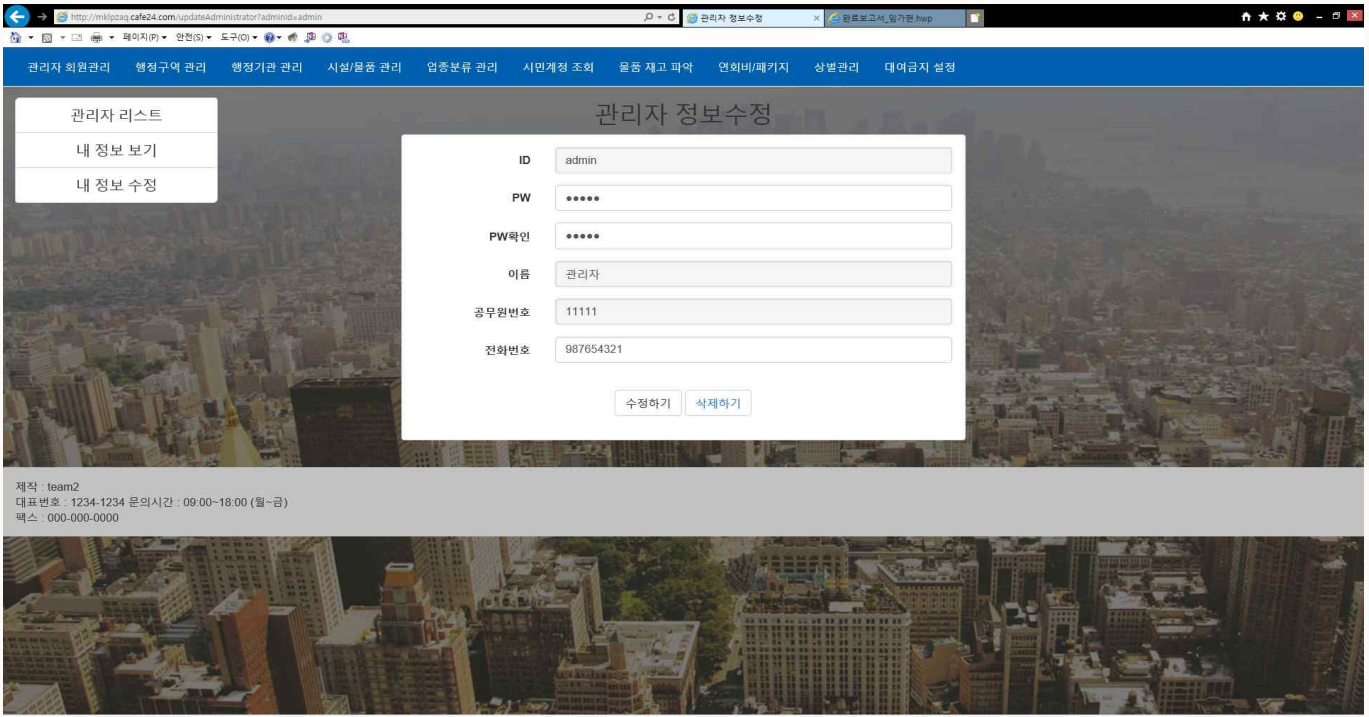 http://mklpzaq.cafe24.com/updateAdministrator?adminId=admin
관리자 정보수정
완료보고서_임가현.hwp
페이지(P) 안전(S) 도구(O)
관리자 회원관리 행정구역 관리 행정기관 관리 시설/물품 관리 업종분류 관리 시민계정 조회 물품 재고 파악 연회비/패키지 상벌관리 대여금지 설정
관리자 리스트
내 정보 보기
내 정보 수정
관리자 정보수정
ID admin
PW •••••
PW확인 •••••
이름 관리자
공무원번호 11111
전화번호 987654321
수정하기 삭제하기
제작 : team2
대표번호 : 1234-1234 문의시간 : 09:00~18:00 (월~금)
팩스 : 000-000-0000